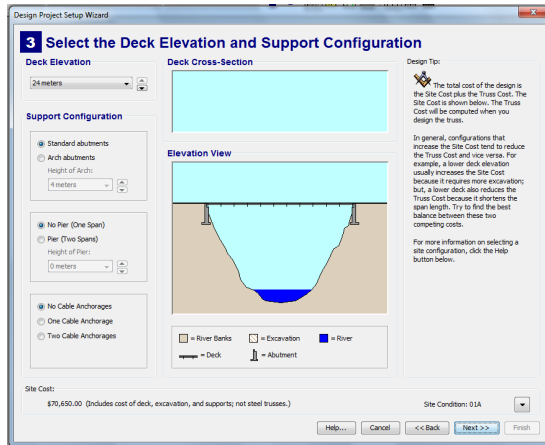 Design Project Setup Wizard
3 Select the Deck Elevation and Support Configuration
Deck Elevation
24 meters
Support Configuration
Standard abutments
Arch abutments
Height of Arch:
4 meters
No Pier (One Span)
Pier (Two Spans)
Height of Pier:
0 meters
No Cable Anchorages
One Cable Anchorage
Two Cable Anchorages
Deck Cross-Section
Elevation View
= River Banks
= Excavation
= River
= Deck
= Abutment
Design Tip:
The total cost of the design is
the Site Cost plus the Truss Cost. The
Site Cost is shown below. The Truss
Cost will be computed when you
design the truss.
In general, configurations that
increase the Site Cost tend to reduce
the Truss Cost and vice versa. For
example, a lower deck elevation
usually increases the Site Cost
because it requires more excavation;
but, a lower deck also reduces the
Truss Cost because it shortens the
span length. Try to find the best
balance between these two
competing costs.
For more information on selecting a
site configuration, click the Help
button below.
Site Cost:
$70,650.00 (Includes cost of deck, excavation, and supports; not steel trusses.)
Site Condition: 01A
Help...
Cancel
<< Back
Next >>
Finish